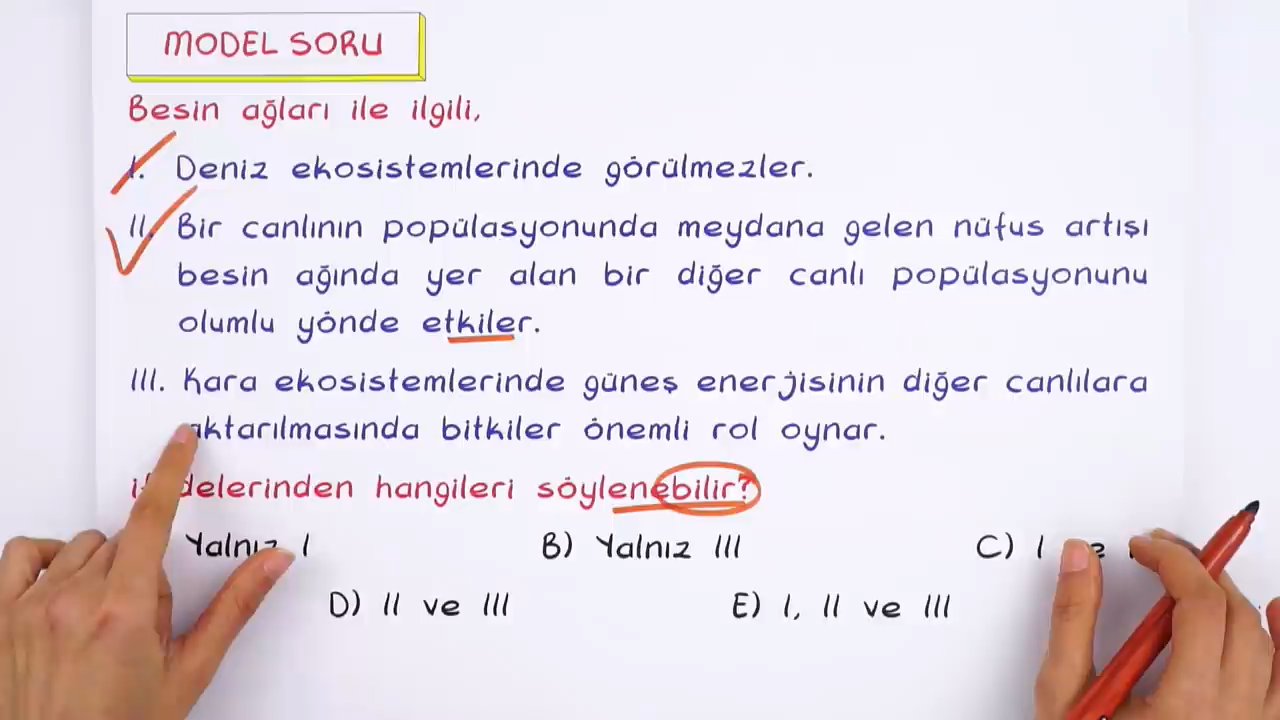 MODEL SORU
Besin ağları ile ilgili,
I. Deniz ekosistemlerinde görülmezler.
II. Bir canlının popülasyonunda meydana gelen nüfus artışı
besin ağında yer alan bir diğer canlı popülasyonunu
olumlu yönde etkiler.
III. Kara ekosistemlerinde güneş enerjisinin diğer canlılara
aktarılmasında bitkiler önemli rol oynar.
hangileri söylenebilir?
Yalnız I B) Yalnız III C) I
D) II ve III E) I, II ve III